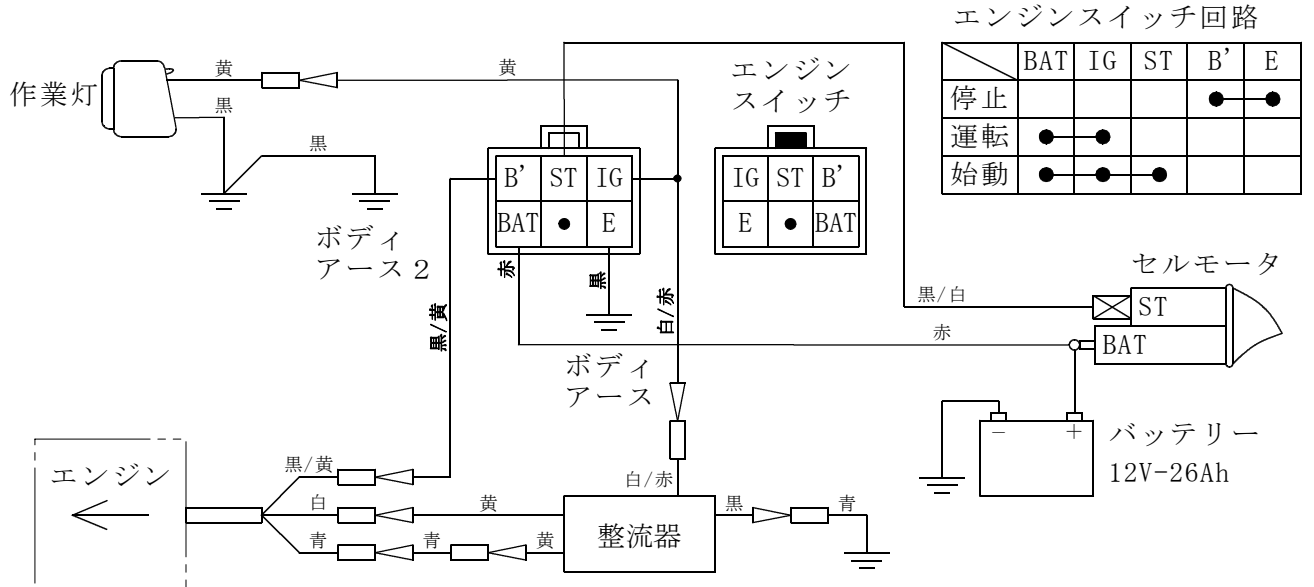 エンジンスイッチ回路
BAT IG ST B' E
停止
運転
始動
作業灯
黄
黄
黒
黒
エンジン
スイッチ
B' ST IG
BAT E
IG ST B'
E BAT
ボディ
アース2
赤
黒
黒/黄
白/赤
セルモータ
黒/白
ST
赤
BAT
ボディ
アース
− +
バッテリー
12V-26Ah
エンジン
黒/黄
白
黄
青
青
黄
白/赤
整流器
黒
青